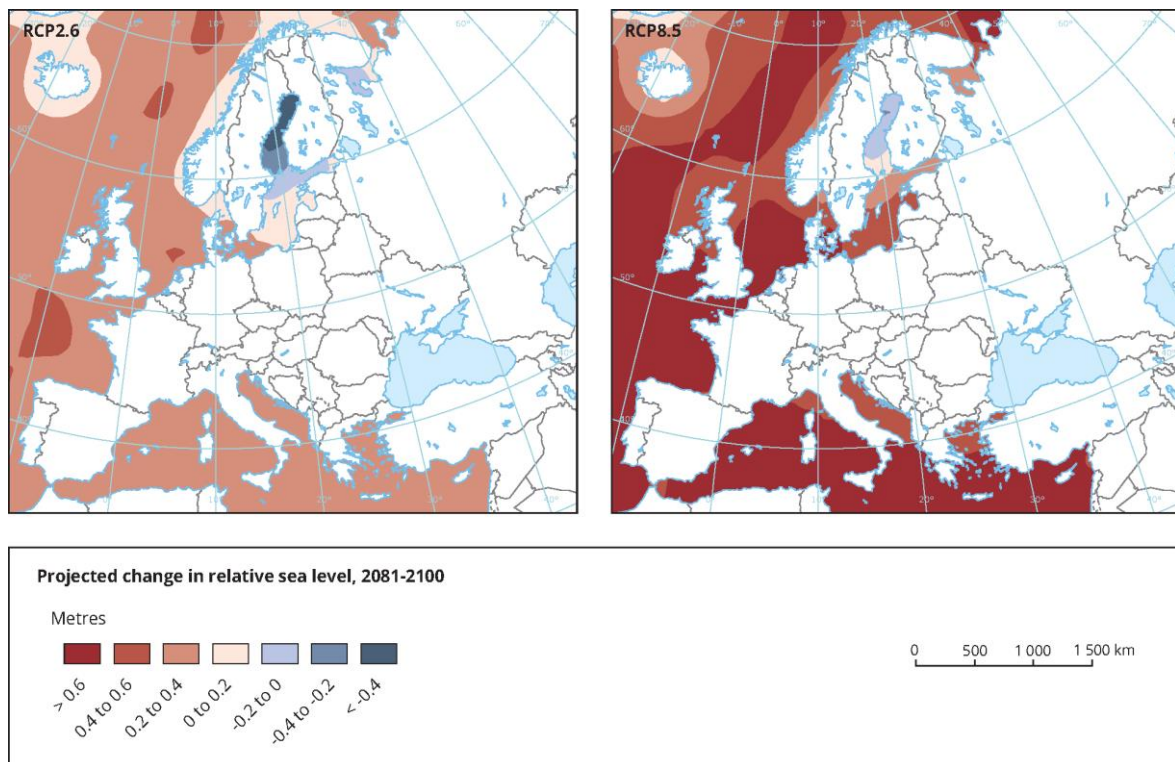 RCP2.6
RCP8.5
Projected change in relative sea level, 2081-2100
Metres
> 0.6
0.4 to 0.6
0.2 to 0.4
0 to 0.2
-0.2 to 0
-0.4 to -0.2
< -0.4
0 500 1 000 1 500 km